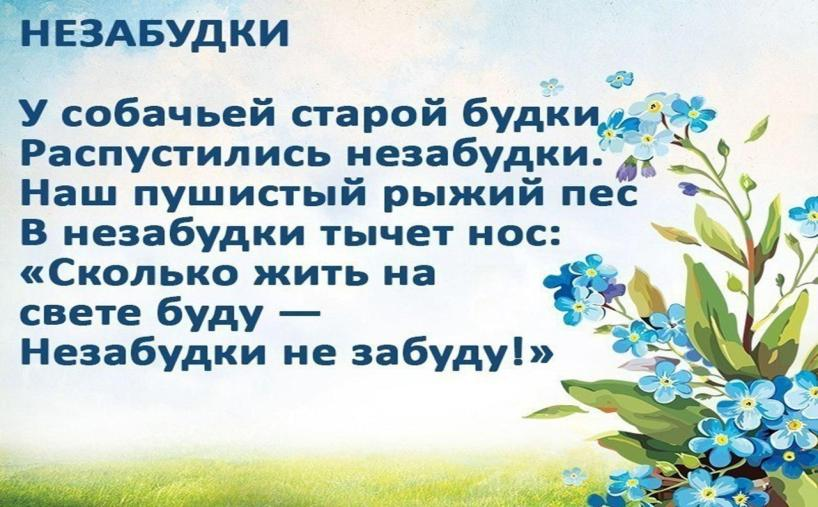 НЕЗАБУДКИ
У собачьей старой будки
Распустились незабудки.
Наш пушистый рыжий пес
В незабудки тычет нос:
«Сколько жить на
свете буду —
Незабудки не забуду!»